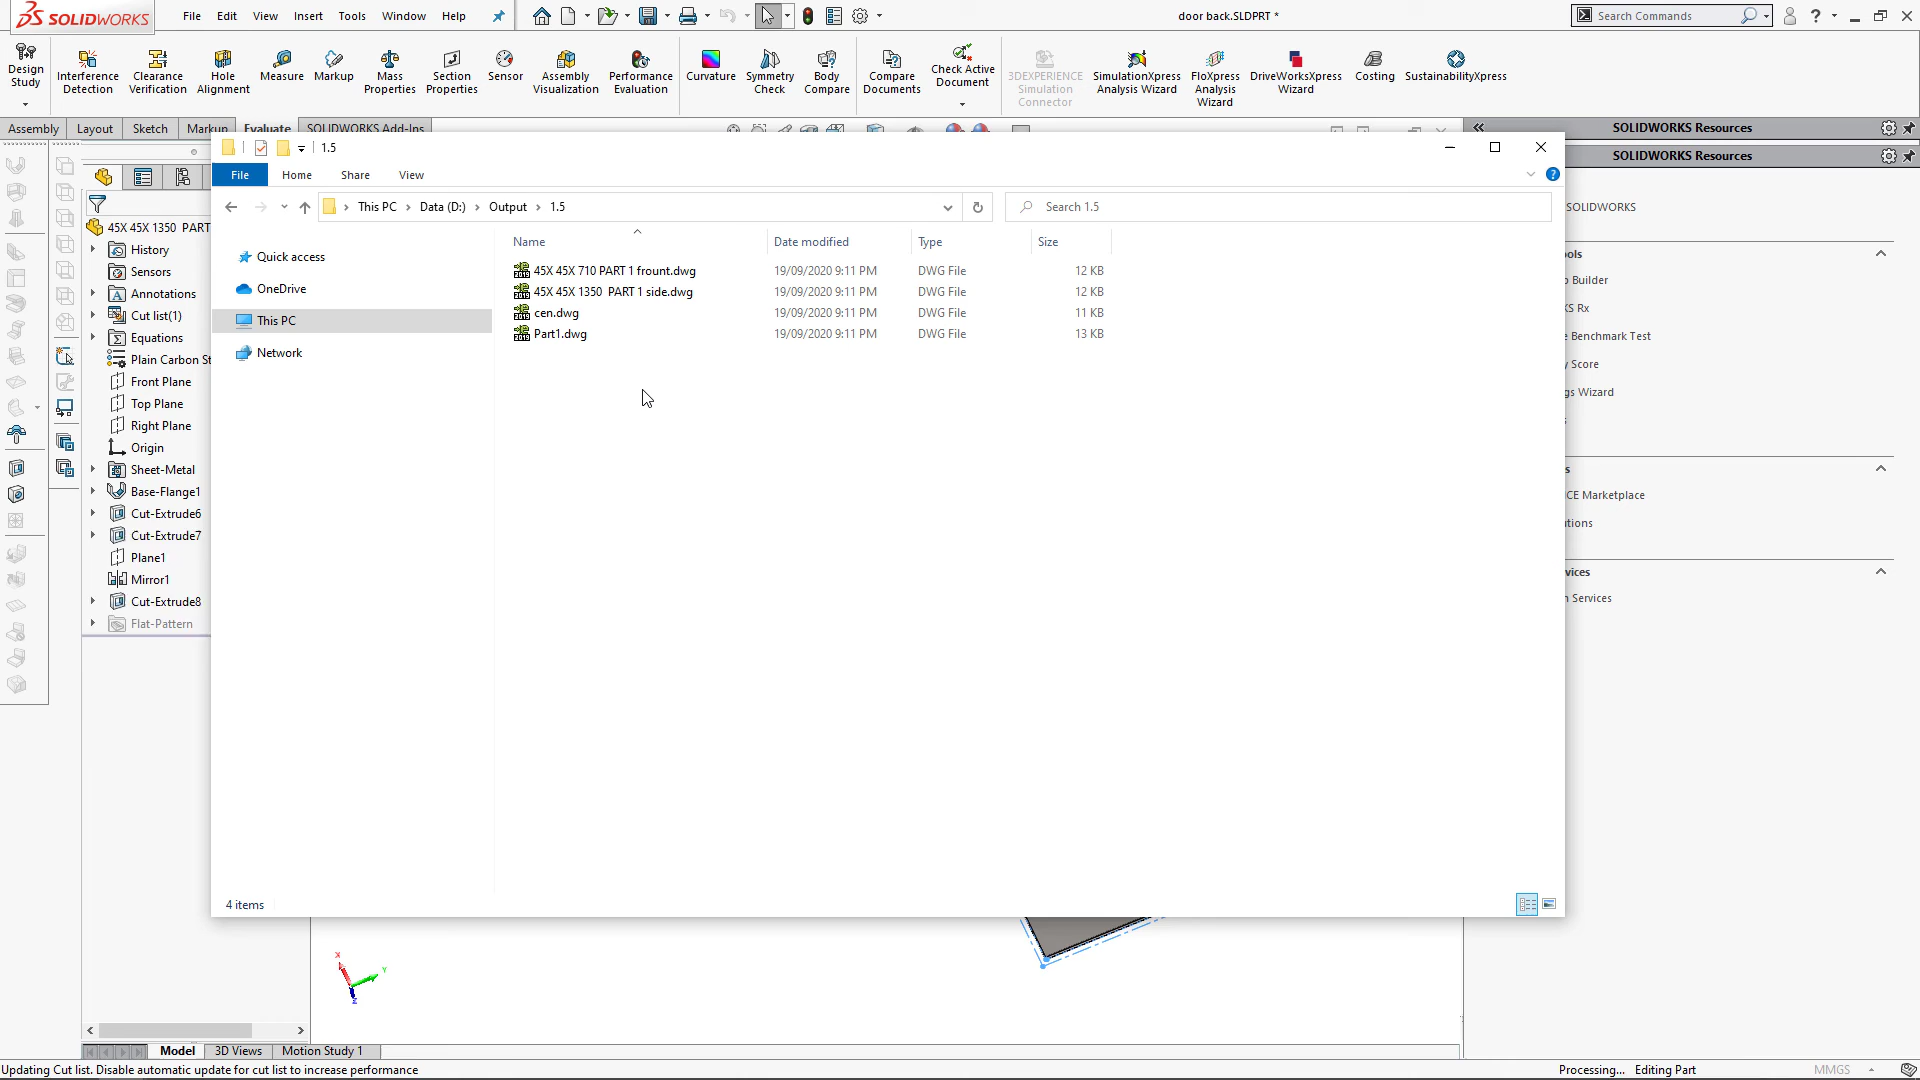 SOLIDWORKS File Edit View Insert Tools Window Help door back.SLDPRT * Search Commands
Design Study
Interference Detection
Clearance Verification
Hole Alignment
Measure
Markup
Mass Properties
Section Properties
Sensor
Assembly Visualization
Performance Evaluation
Curvature
Symmetry Check
Body Compare
Compare Documents
Check Active Document
3DEXPERIENCE Simulation Connector
SimulationXpress Analysis Wizard
FloXpress Analysis Wizard
DriveWorksXpress Wizard
Costing
SustainabilityXpress
Assembly Layout Sketch Markup Evaluate SOLIDWORKS Add-Ins
SOLIDWORKS Resources
SOLIDWORKS Resources
1.5
File Home Share View
This PC > Data (D:) > Output > 1.5
Search 1.5
Name Date modified Type Size
45X 45X 710 PART 1 frount.dwg 19/09/2020 9:11 PM DWG File 12 KB
45X 45X 1350 PART 1 side.dwg 19/09/2020 9:11 PM DWG File 12 KB
cen.dwg 19/09/2020 9:11 PM DWG File 11 KB
Part1.dwg 19/09/2020 9:11 PM DWG File 13 KB
Quick access
OneDrive
This PC
Network
4 items
45X 45X 1350 PART
History
Sensors
Annotations
Cut list(1)
Equations
Plain Carbon St
Front Plane
Top Plane
Right Plane
Origin
Sheet-Metal
Base-Flange1
Cut-Extrude6
Cut-Extrude7
Plane1
Mirror1
Cut-Extrude8
Flat-Pattern
SOLIDWORKS
ools
Builder
KS Rx
e Benchmark Test
y Score
gs Wizard
s
CE Marketplace
utions
vices
n Services
X
Y
Z
Model 3D Views Motion Study 1
Updating Cut list. Disable automatic update for cut list to increase performance Processing... Editing Part MMGS